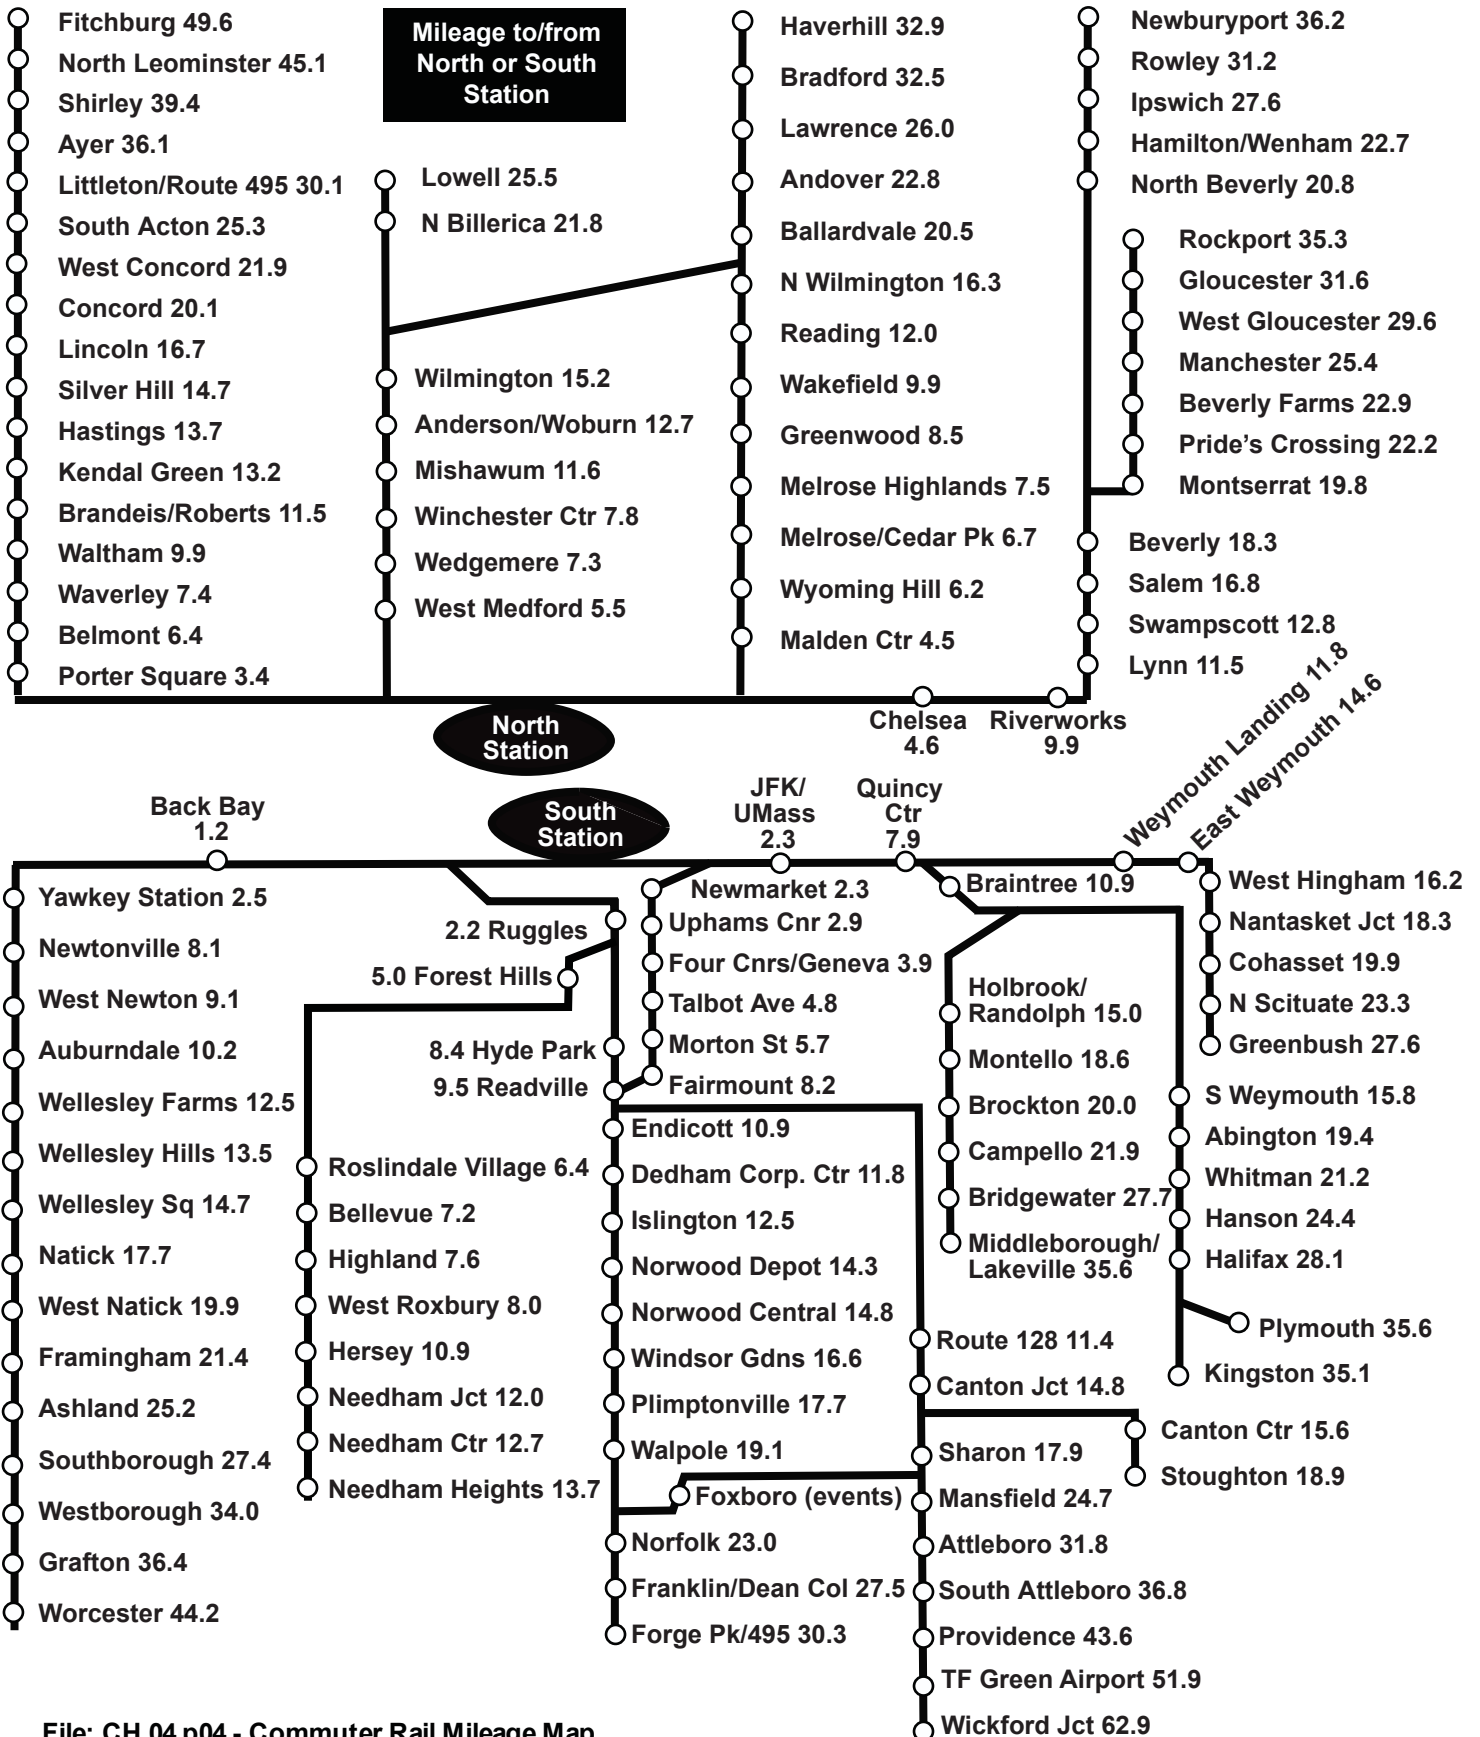 Fitchburg 49.6
North Leominster 45.1
Shirley 39.4
Ayer 36.1
Littleton/Route 495 30.1
South Acton 25.3
West Concord 21.9
Concord 20.1
Lincoln 16.7
Silver Hill 14.7
Hastings 13.7
Kendal Green 13.2
Brandeis/Roberts 11.5
Waltham 9.9
Waverley 7.4
Belmont 6.4
Porter Square 3.4
Mileage to/from
North or South
Station
Lowell 25.5
N Billerica 21.8
Wilmington 15.2
Anderson/Woburn 12.7
Mishawum 11.6
Winchester Ctr 7.8
Wedgemere 7.3
West Medford 5.5
Haverhill 32.9
Bradford 32.5
Lawrence 26.0
Andover 22.8
Ballardvale 20.5
N Wilmington 16.3
Reading 12.0
Wakefield 9.9
Greenwood 8.5
Melrose Highlands 7.5
Melrose/Cedar Pk 6.7
Wyoming Hill 6.2
Malden Ctr 4.5
Newburyport 36.2
Rowley 31.2
Ipswich 27.6
Hamilton/Wenham 22.7
North Beverly 20.8
Rockport 35.3
Gloucester 31.6
West Gloucester 29.6
Manchester 25.4
Beverly Farms 22.9
Pride’s Crossing 22.2
Montserrat 19.8
Beverly 18.3
Salem 16.8
Swampscott 12.8
Lynn 11.5
North
Station
Chelsea
4.6
Riverworks
9.9
Back Bay
1.2
South
Station
JFK/
UMass
2.3
Quincy
Ctr
7.9
Weymouth Landing 11.8
East Weymouth 14.6
Yawkey Station 2.5
Newtonville 8.1
West Newton 9.1
Auburndale 10.2
Wellesley Farms 12.5
Wellesley Hills 13.5
Wellesley Sq 14.7
Natick 17.7
West Natick 19.9
Framingham 21.4
Ashland 25.2
Southborough 27.4
Westborough 34.0
Grafton 36.4
Worcester 44.2
2.2 Ruggles
5.0 Forest Hills
8.4 Hyde Park
9.5 Readville
Roslindale Village 6.4
Bellevue 7.2
Highland 7.6
West Roxbury 8.0
Hersey 10.9
Needham Jct 12.0
Needham Ctr 12.7
Needham Heights 13.7
Newmarket 2.3
Uphams Cnr 2.9
Four Cnrs/Geneva 3.9
Talbot Ave 4.8
Morton St 5.7
Fairmount 8.2
Endicott 10.9
Dedham Corp. Ctr 11.8
Islington 12.5
Norwood Depot 14.3
Norwood Central 14.8
Windsor Gdns 16.6
Plimptonville 17.7
Walpole 19.1
Foxboro (events)
Norfolk 23.0
Franklin/Dean Col 27.5
Forge Pk/495 30.3
Braintree 10.9
Holbrook/
Randolph 15.0
Montello 18.6
Brockton 20.0
Campello 21.9
Bridgewater 27.7
Middleborough/
Lakeville 35.6
Route 128 11.4
Canton Jct 14.8
Sharon 17.9
Mansfield 24.7
Attleboro 31.8
South Attleboro 36.8
Providence 43.6
TF Green Airport 51.9
Wickford Jct 62.9
West Hingham 16.2
Nantasket Jct 18.3
Cohasset 19.9
N Scituate 23.3
Greenbush 27.6
S Weymouth 15.8
Abington 19.4
Whitman 21.2
Hanson 24.4
Halifax 28.1
Plymouth 35.6
Kingston 35.1
Canton Ctr 15.6
Stoughton 18.9
File: CH 04 p04 - Commuter Rail Mileage Map